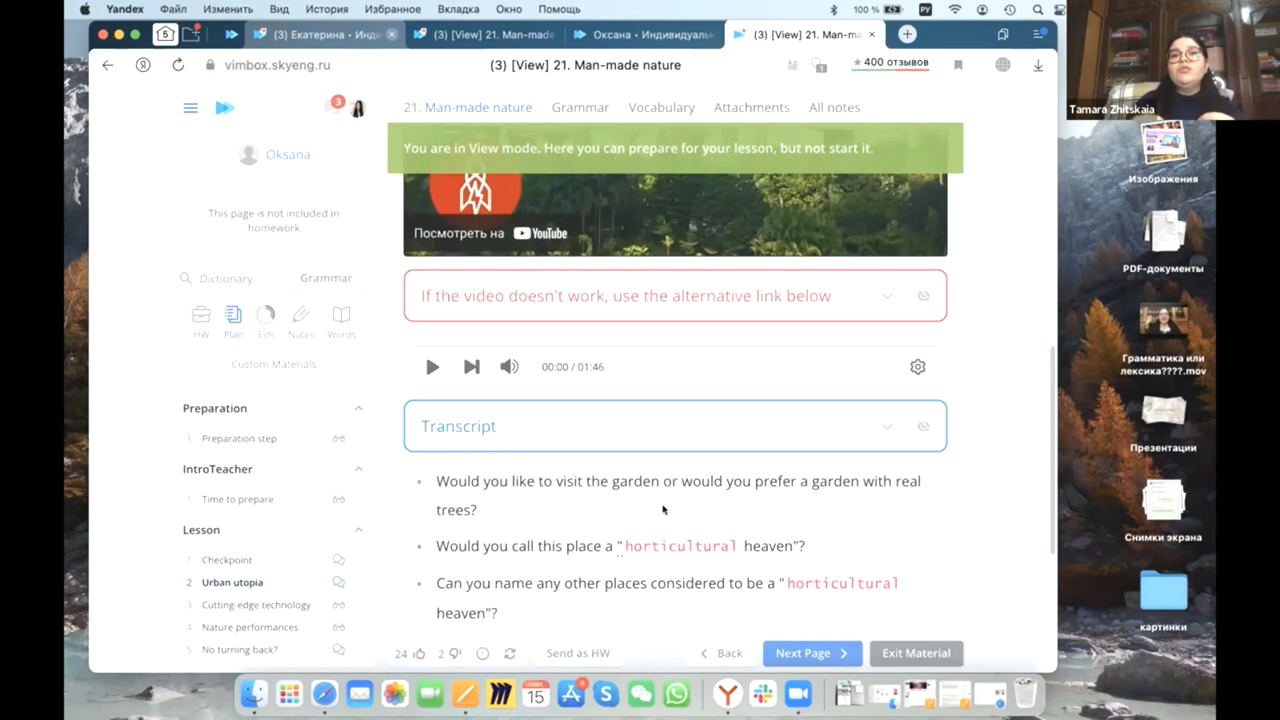 Yandex Файл Изменить Вид История Избранное Вкладка Окно Помощь 100 % РУ
5 (3) Екатерина • Инди (3) [View] 21. Man-made Оксана • Индивидуаль (3) [View] 21. Man-ma
vimbox.skyeng.ru (3) [View] 21. Man-made nature 400 отзывов
Tamara Zhitskaia
3 21. Man-made nature Grammar Vocabulary Attachments All notes
You are in View mode. Here you can prepare for your lesson, but not start it.
Oksana
This page is not included in
homework
Dictionary Grammar
HW Plan 33% Notes Words
Custom Materials
Preparation
1 Preparation step
IntroTeacher
1 Time to prepare
Lesson
1 Checkpoint
2 Urban utopia
3 Cutting-edge technology
4 Nature performances
5 No turning back?
Посмотреть на YouTube
If the video doesn't work, use the alternative link below
00:00 / 01:46
Transcript
• Would you like to visit the garden or would you prefer a garden with real
trees?
• Would you call this place a "horticultural heaven"?
• Can you name any other places considered to be a "horticultural
heaven"?
24 2 Send as HW Back Next Page Exit Material
Изображения
PDF-документы
Грамматика или
лексика????.mov
Презентации
Снимки экрана
картинки
15